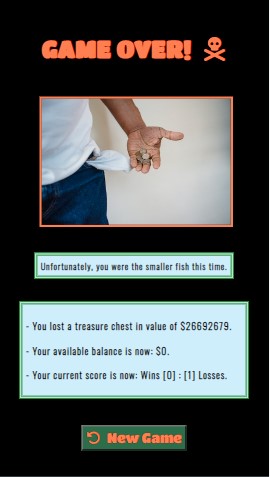 GAME OVER!
Unfortunately, you were the smaller fish this time.
- You lost a treasure chest in value of $26692679.
- Your available balance is now: $0.
- Your current score is now: Wins [0] : [1] Losses.
New Game